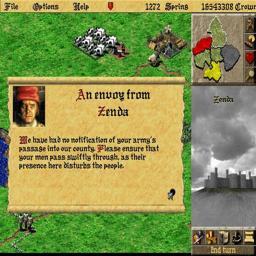 File Options Help 1272 Spring 16543308 Crown
An envoy from
Zenda
We have had no notification of your army's
passage into our county. Please ensure that
your men pass swiftly through, as their
presence here disturbs the people.
Zenda
End turn